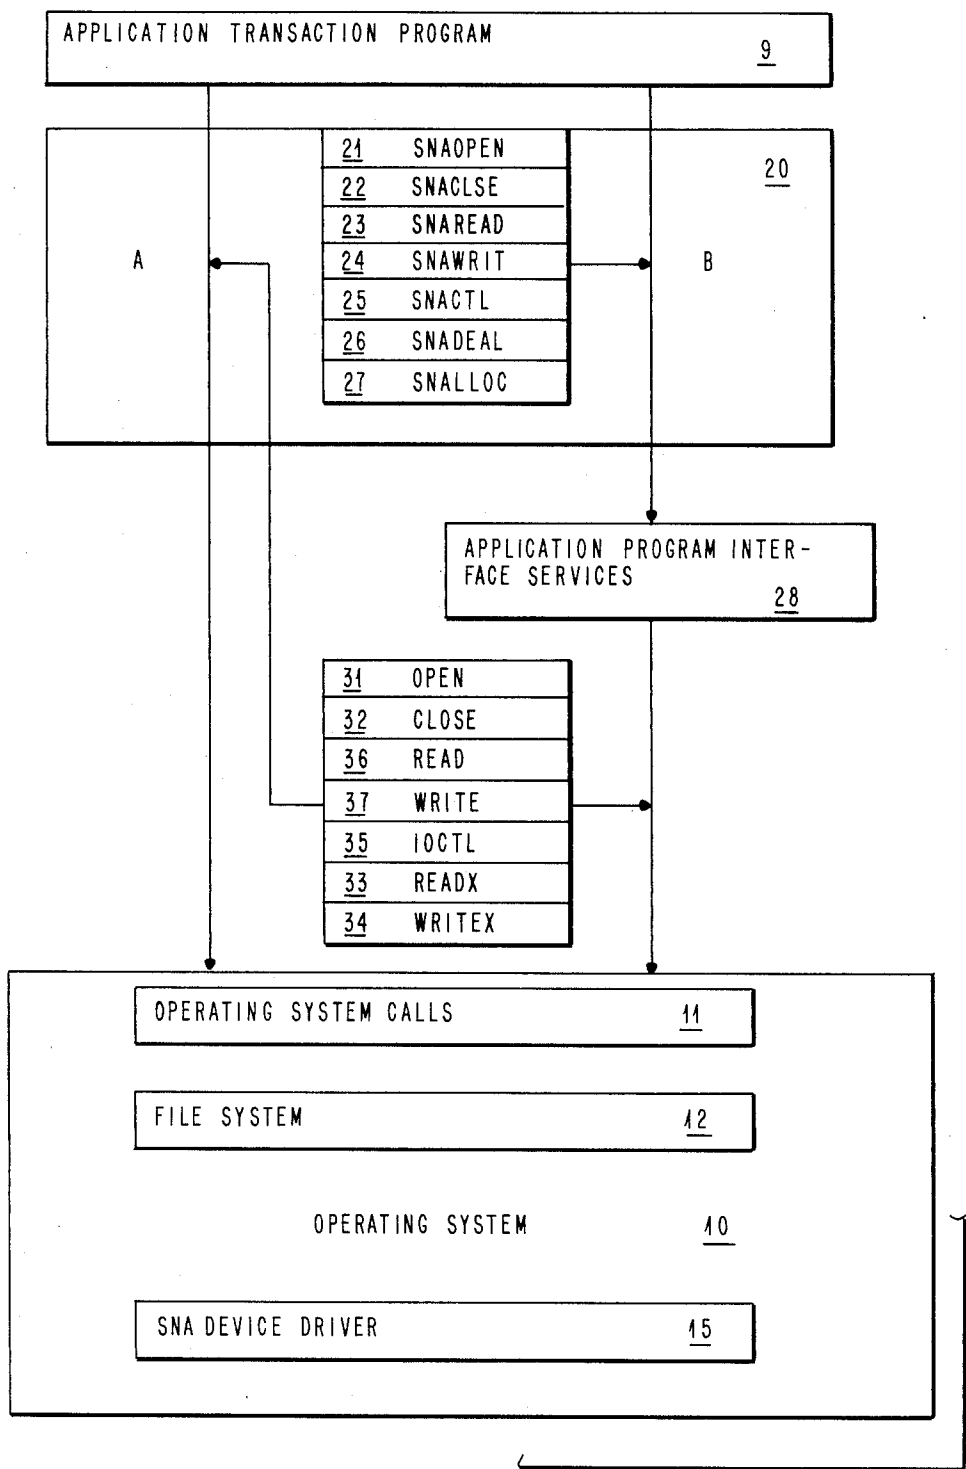 APPLICATION TRANSACTION PROGRAM 9
21 SNAOPEN
20
22 SNACLSE
23 SNAREAD
A
24 SNAWRIT
B
25 SNACTL
26 SNADEAL
27 SNALLOC
APPLICATION PROGRAM INTER-
FACE SERVICES
28
31 OPEN
32 CLOSE
36 READ
37 WRITE
35 IOCTL
33 READX
34 WRITEX
OPERATING SYSTEM CALLS 11
FILE SYSTEM 12
OPERATING SYSTEM 10
SNA DEVICE DRIVER 15